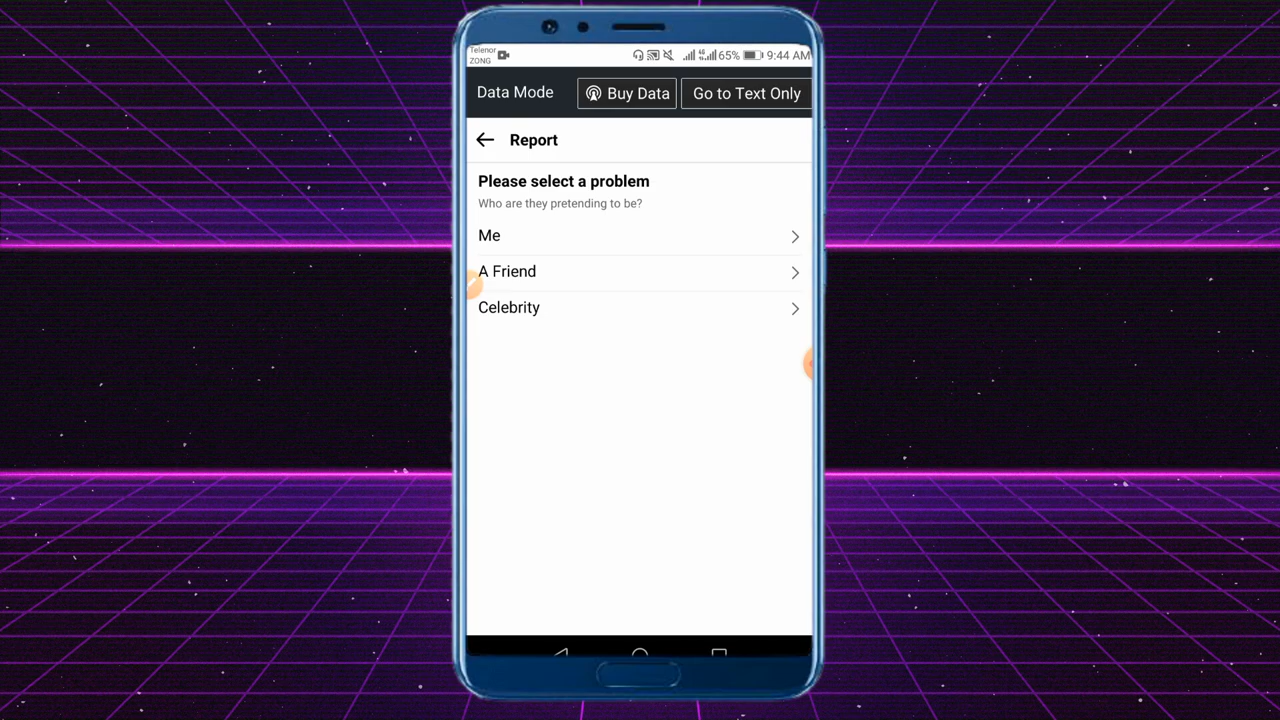 Telenor
ZONG
4G
65%
9:44 AM
Data Mode
Buy Data
Go to Text Only
Report
Please select a problem
Who are they pretending to be?
Me
A Friend
Celebrity